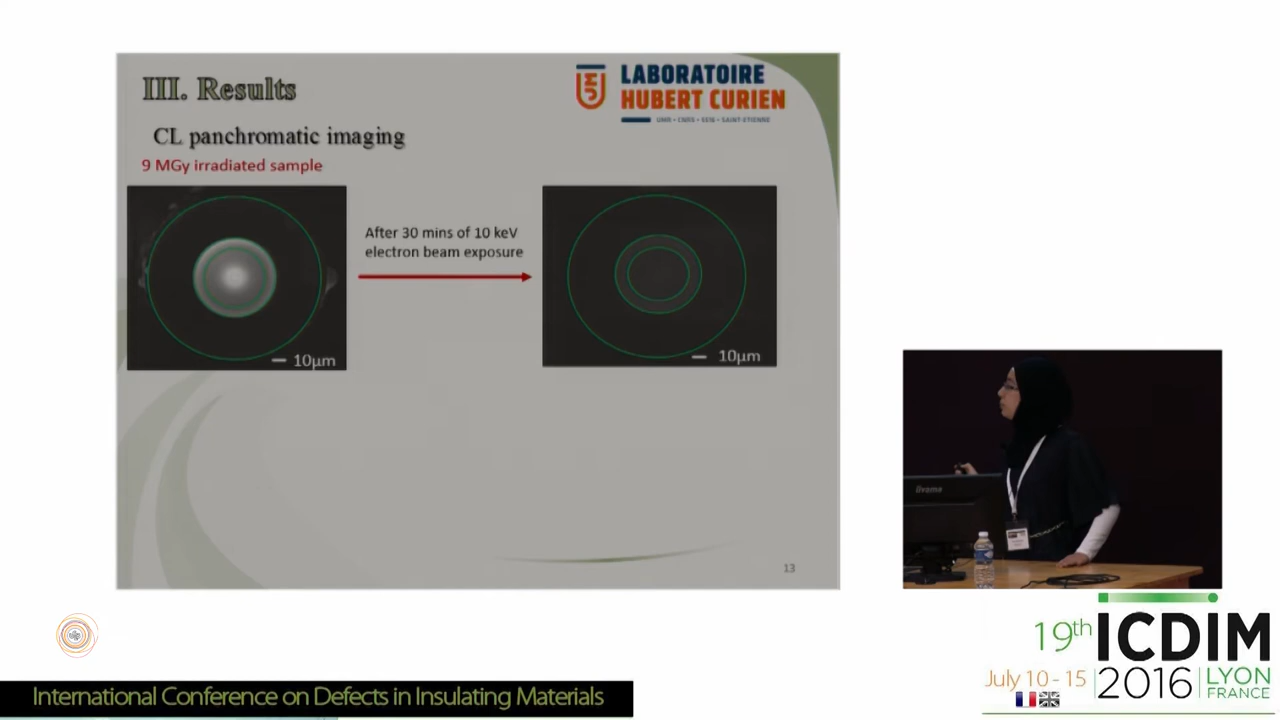 III. Results
LABORATOIRE
HUBERT CURIEN
UMR • CNRS • 5516 • SAINT-ETIENNE
CL panchromatic imaging
9 MGy irradiated sample
After 30 mins of 10 keV
electron beam exposure
10µm
10µm
13
19th ICDIM
July 10 - 15 2016 LYON
FRANCE
International Conference on Defects in Insulating Materials